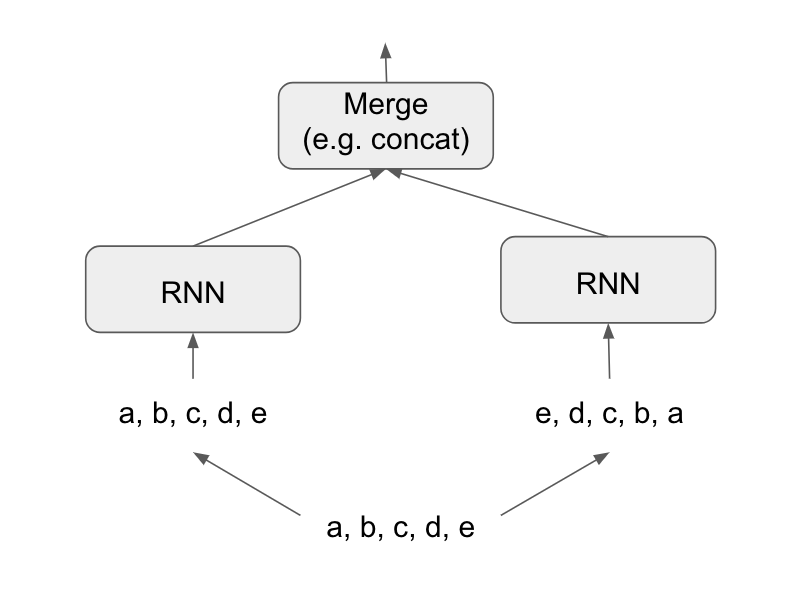 Merge
(e.g. concat)
RNN
RNN
a, b, c, d, e
e, d, c, b, a
a, b, c, d, e